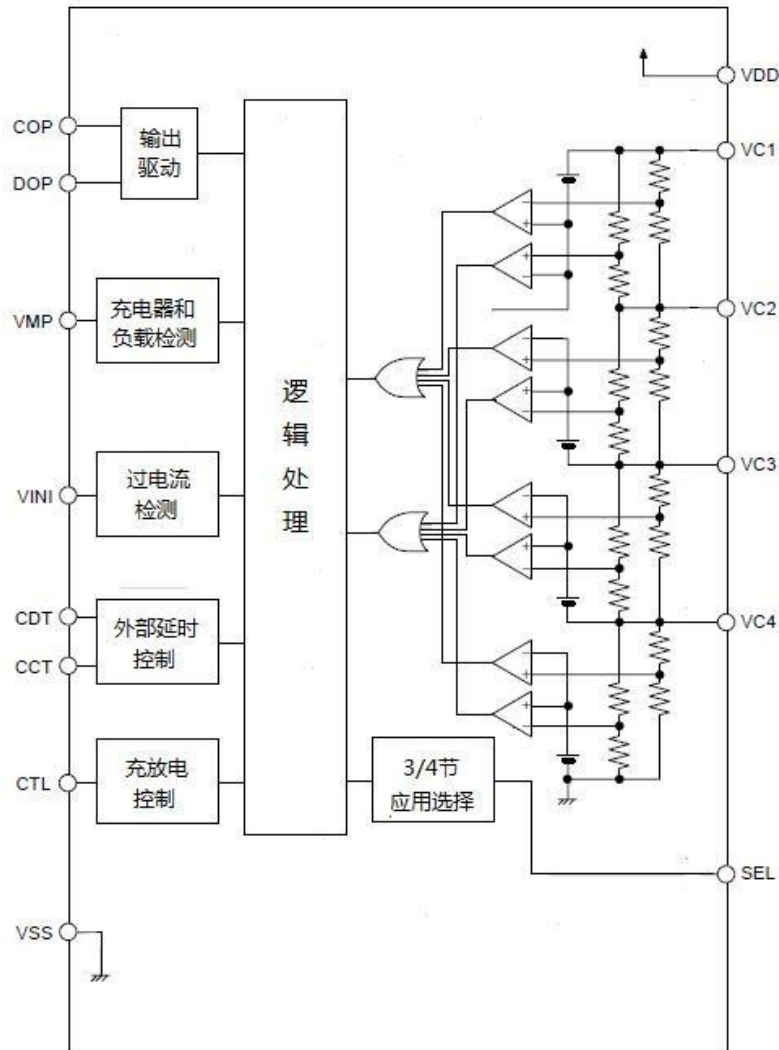 VDD
COP
输出
驱动
DOP
VC1
VMP
充电器和
负载检测
VC2
逻
辑
处
理
VINI
过电流
检测
VC3
CDT
外部延时
控制
CCT
VC4
CTL
充放电
控制
3/4节
应用选择
SEL
VSS